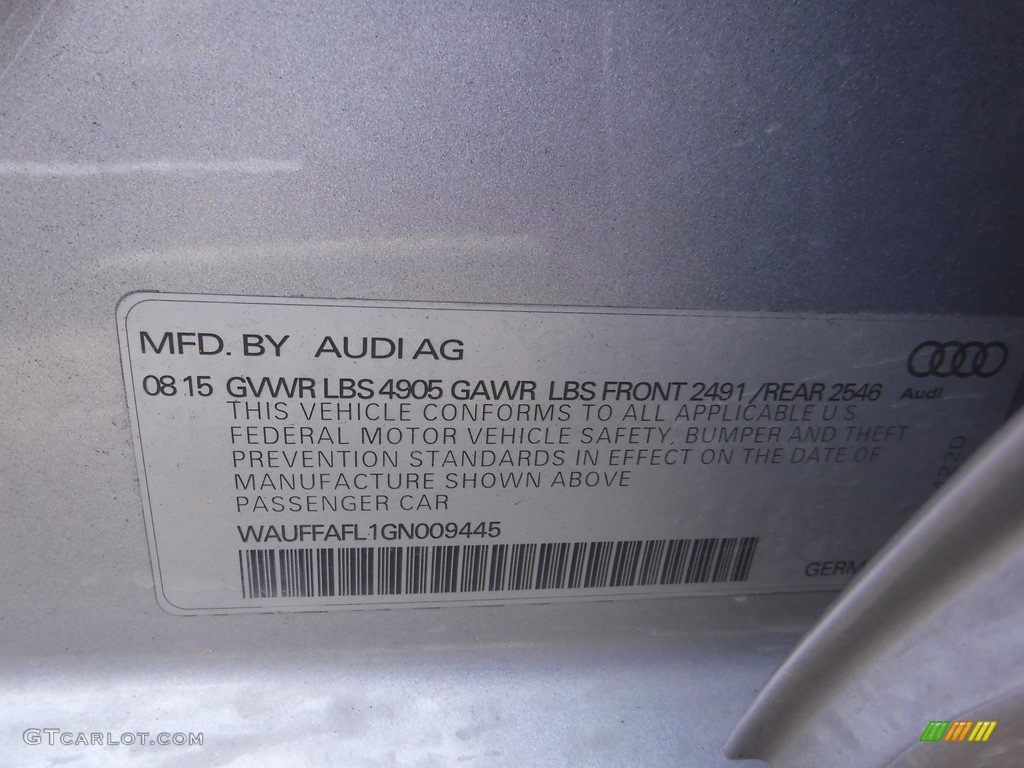 MFD. BY AUDI AG
08 15 GVWR LBS 4905 GAWR LBS FRONT 2491 /REAR 2546
Audi
THIS VEHICLE CONFORMS TO ALL APPLICABLE U.S
FEDERAL MOTOR VEHICLE SAFETY, BUMPER AND THEFT
PREVENTION STANDARDS IN EFFECT ON THE DATE OF
MANUFACTURE SHOWN ABOVE
PASSENGER CAR
WAUFFAFL1GN009445
GERM
GTcarlot.com